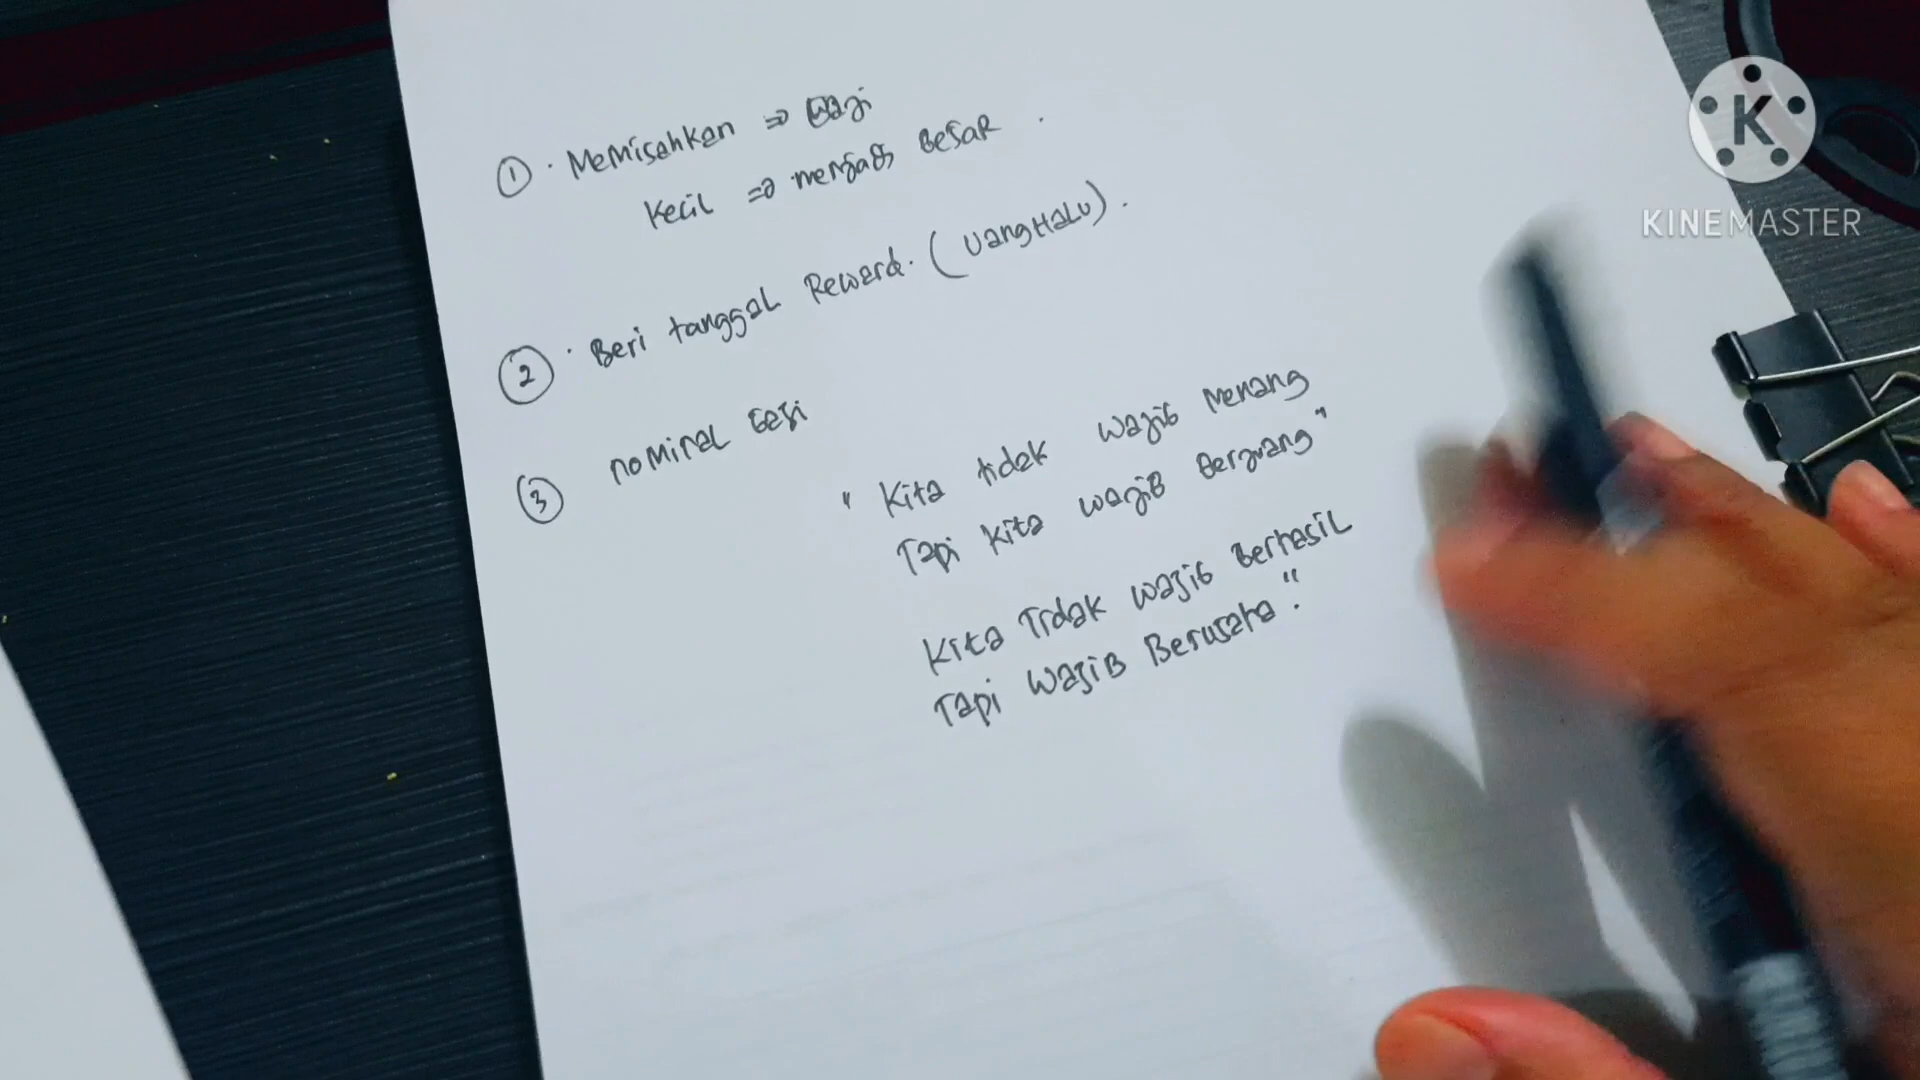 ① . Memisahkan => Gaji
Kecil => menjadi Besar .
② . Beri tanggal Reward. (Uang Halu) .
③ nominal Gaji
" Kita tidak wajib Menang
Tapi Kita wajib Berjuang "
Kita Tidak wajib Berhasil
Tapi wajib Berusaha . "
K
KINEMASTER